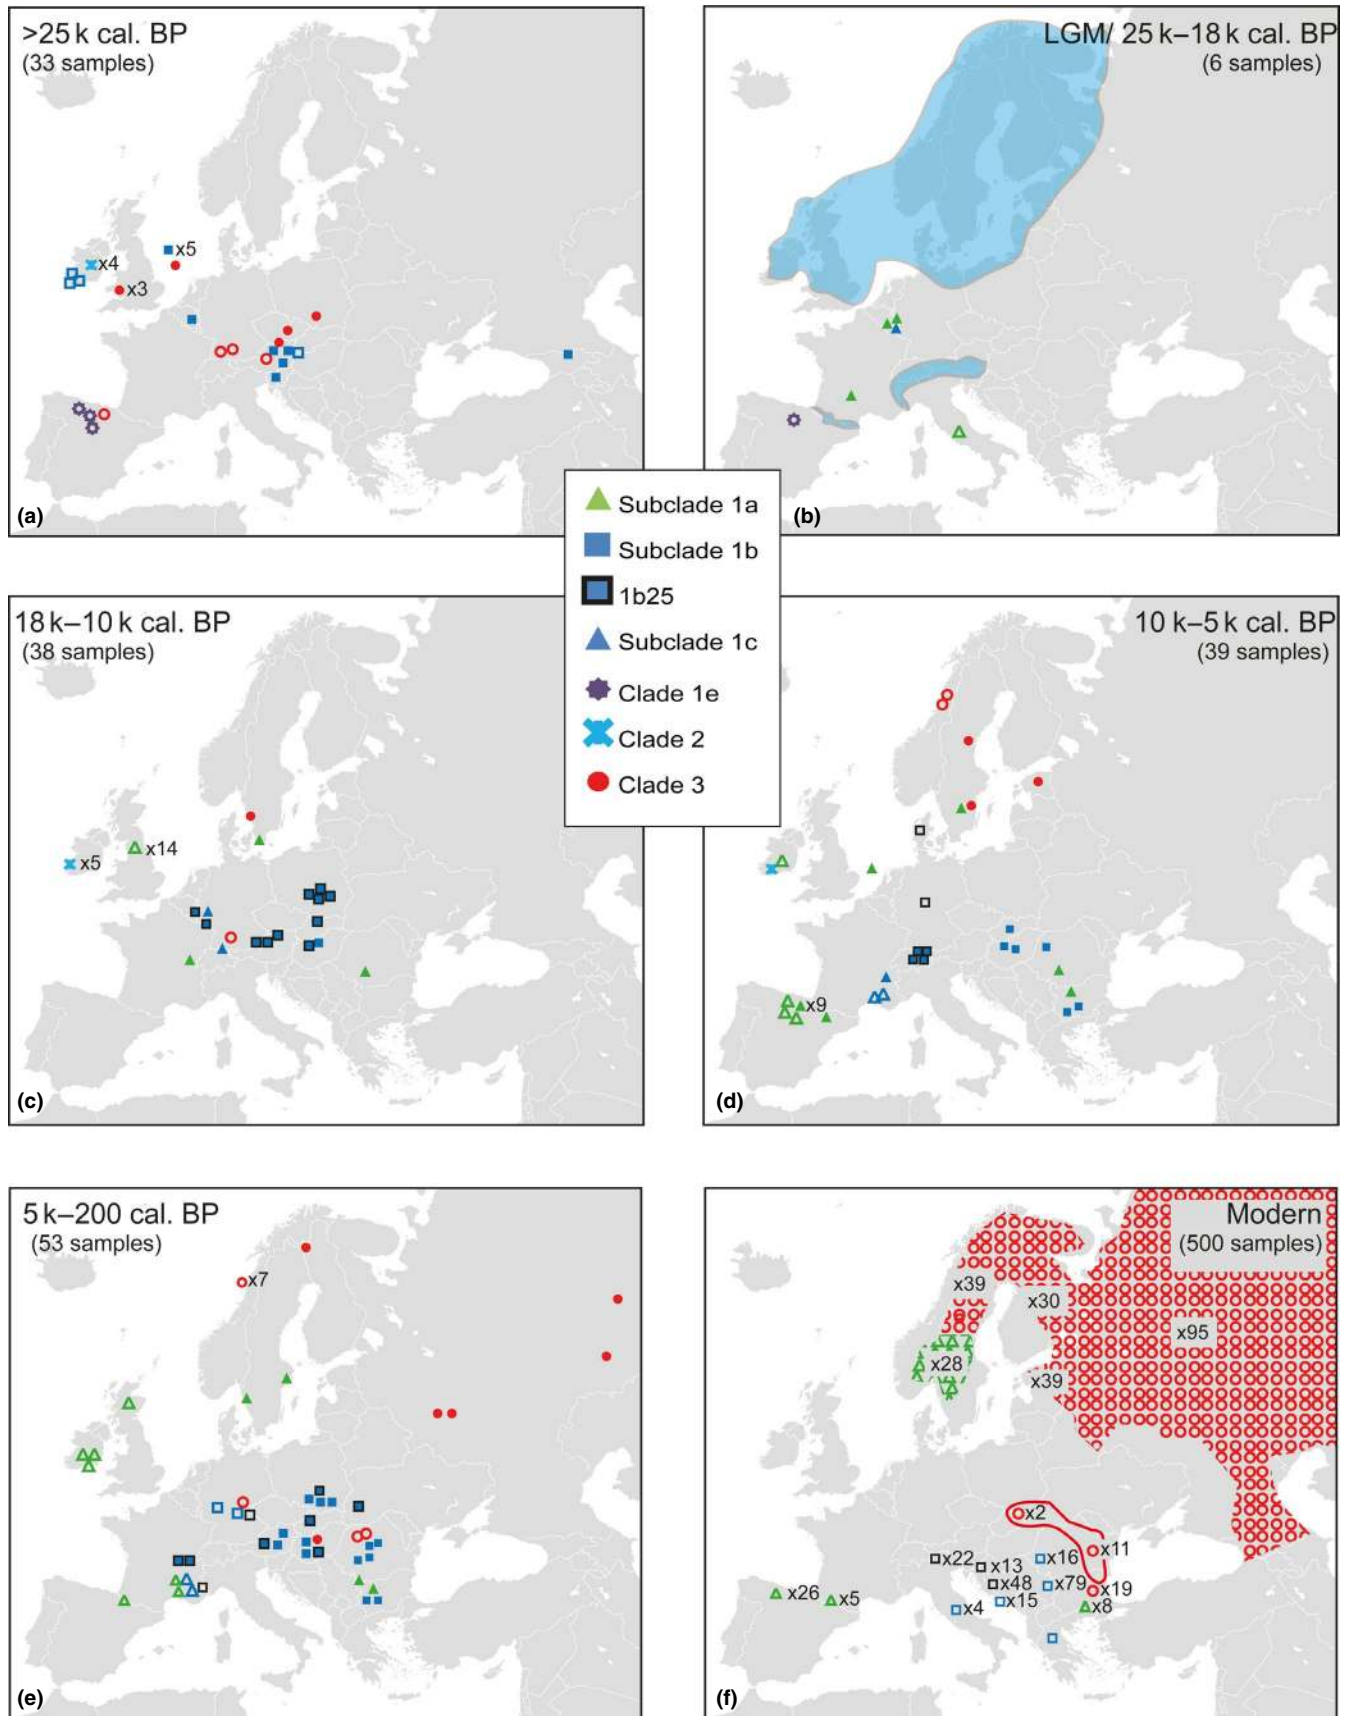 >25 k cal. BP
(33 samples)
x5
x4
x3
(a)
LGM/ 25 k–18 k cal. BP
(6 samples)
(b)
Subclade 1a
Subclade 1b
1b25
Subclade 1c
Clade 1e
Clade 2
Clade 3
18 k–10 k cal. BP
(38 samples)
x14
x5
(c)
10 k–5 k cal. BP
(39 samples)
x9
(d)
5 k–200 cal. BP
(53 samples)
x7
(e)
Modern
(500 samples)
x39
x30
x95
x28
x39
x2
x11
x22
x13
x16
x48
x79
x19
x26
x5
x4
x15
x8
(f)